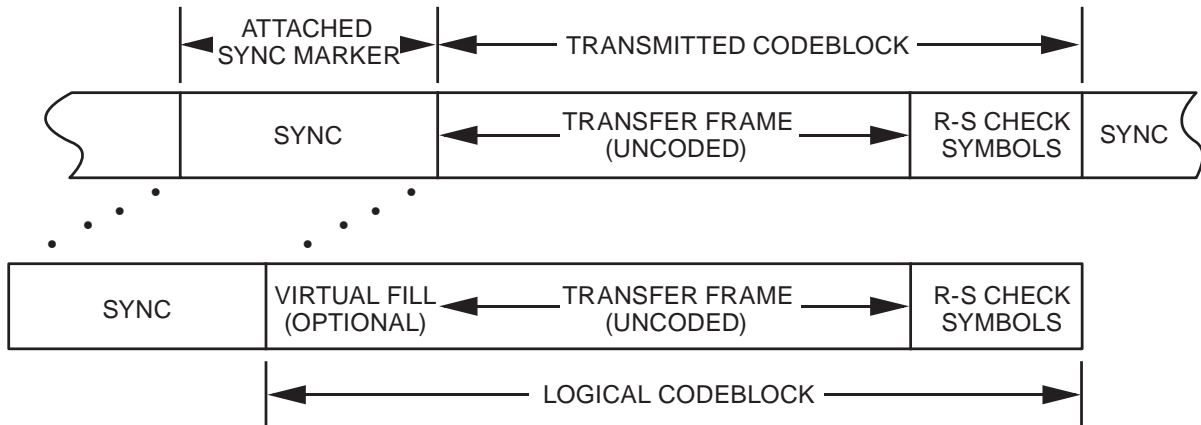 ATTACHED
SYNC MARKER
TRANSMITTED CODEBLOCK
SYNC
TRANSFER FRAME
(UNCODED)
R-S CHECK
SYMBOLS
SYNC
SYNC
VIRTUAL FILL
(OPTIONAL)
TRANSFER FRAME
(UNCODED)
R-S CHECK
SYMBOLS
LOGICAL CODEBLOCK